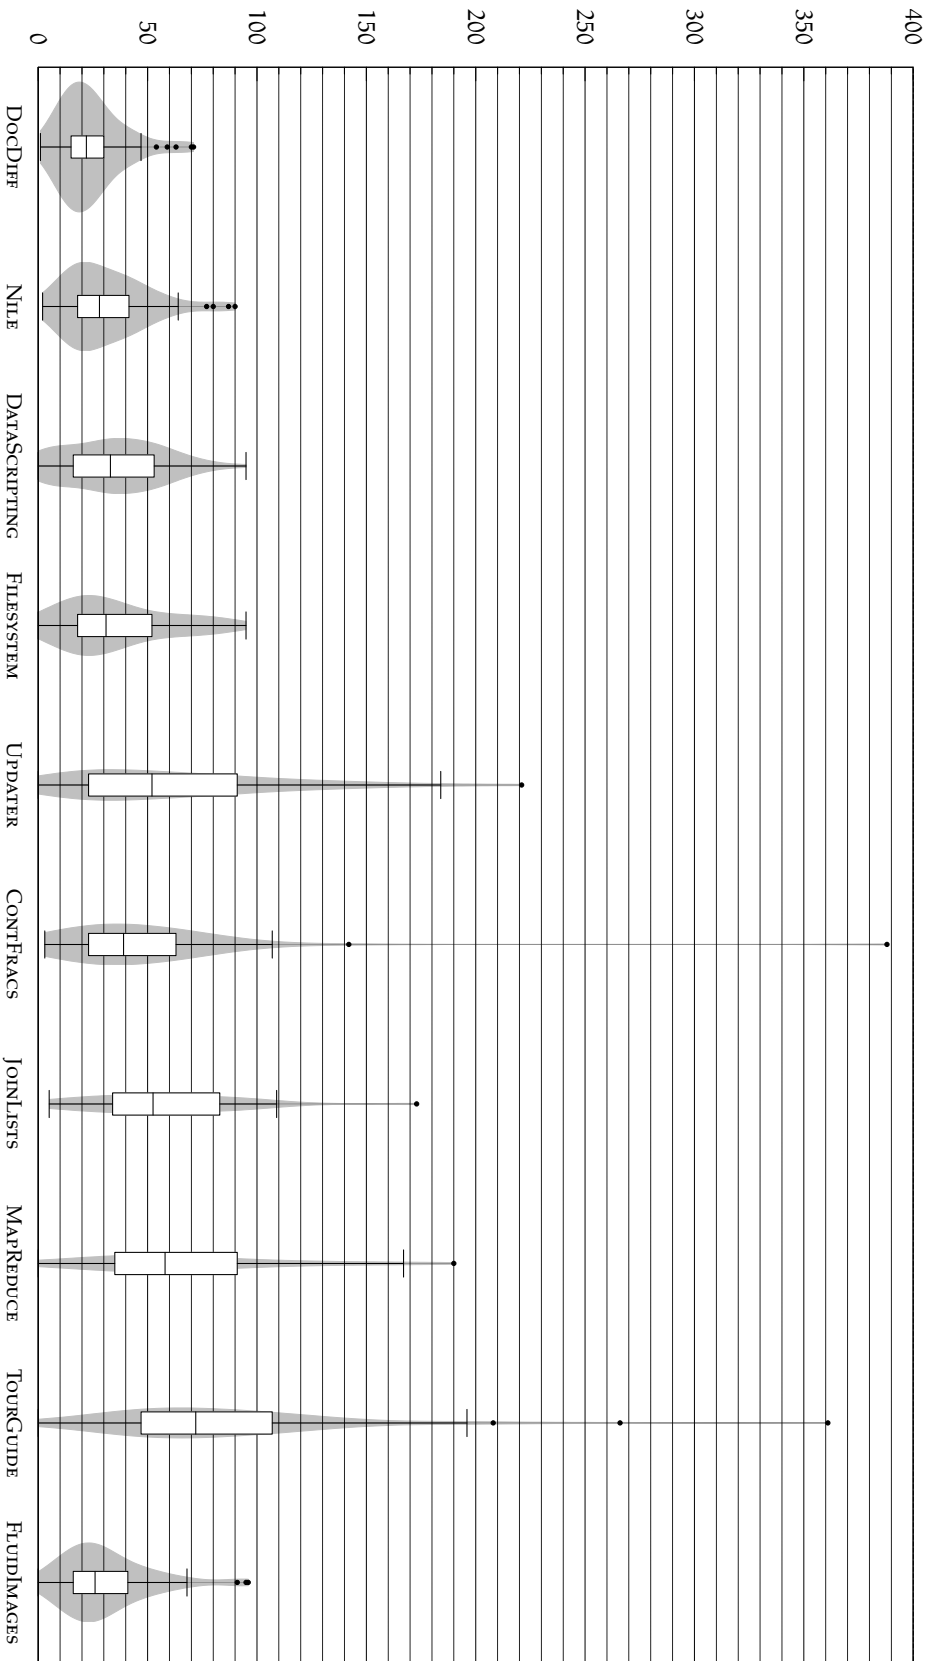 400
350
300
250
200
150
100
50
0
DocDiff
Nile
DataScripting
Filesystem
Updater
ContFracs
JoinLists
MapReduce
TourGuide
FluidImages